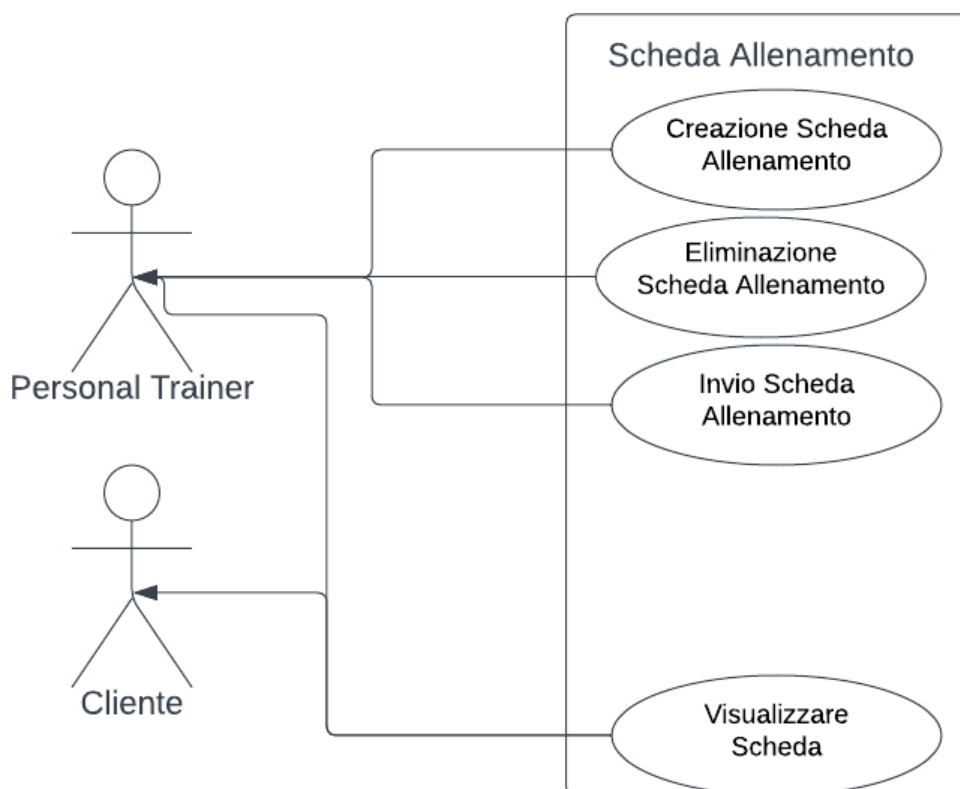 Scheda Allenamento
Creazione Scheda
Allenamento
Eliminazione
Scheda Allenamento
Invio Scheda
Allenamento
Personal Trainer
Cliente
Visualizzare
Scheda